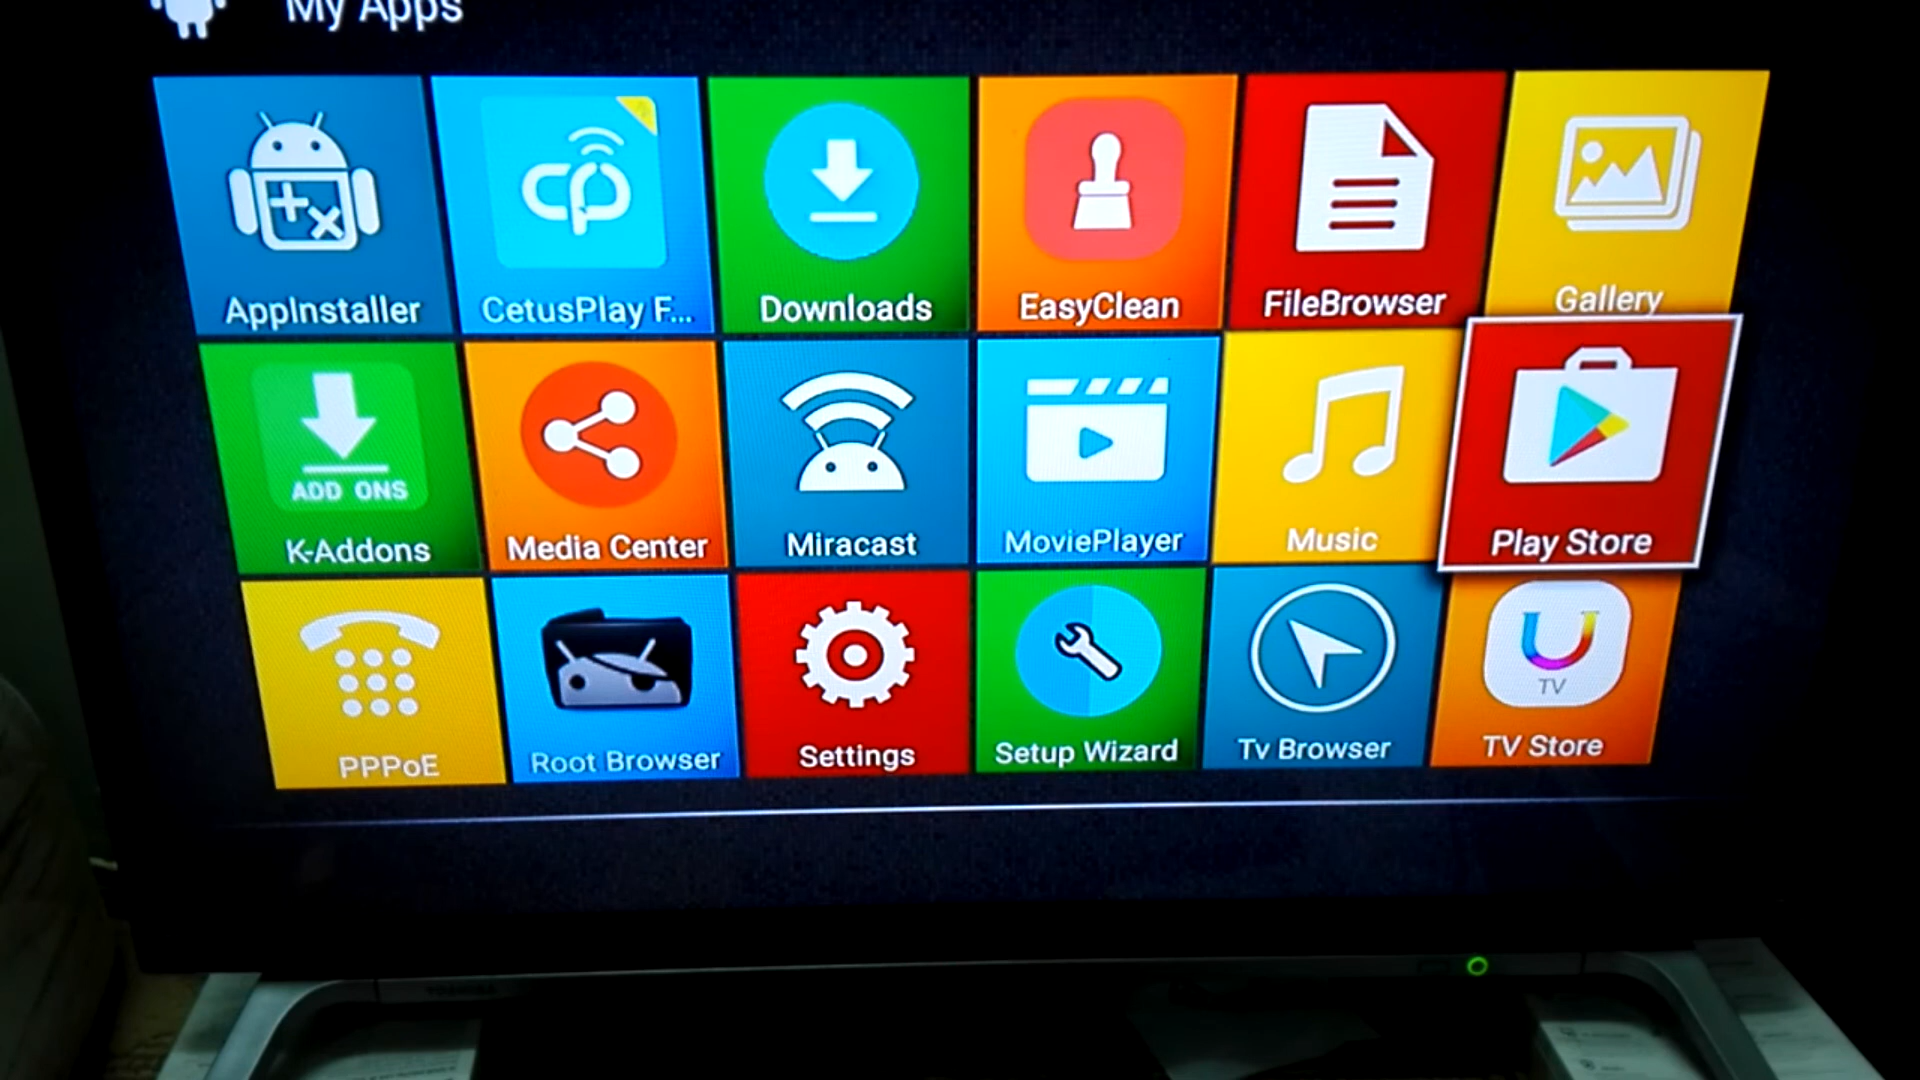 My Apps
AppInstaller
CetusPlay F...
Downloads
EasyClean
FileBrowser
Gallery
ADD ONS
K-Addons
Media Center
Miracast
MoviePlayer
Music
Play Store
PPPoE
Root Browser
Settings
Setup Wizard
Tv Browser
TV
TV Store
TOSHIBA